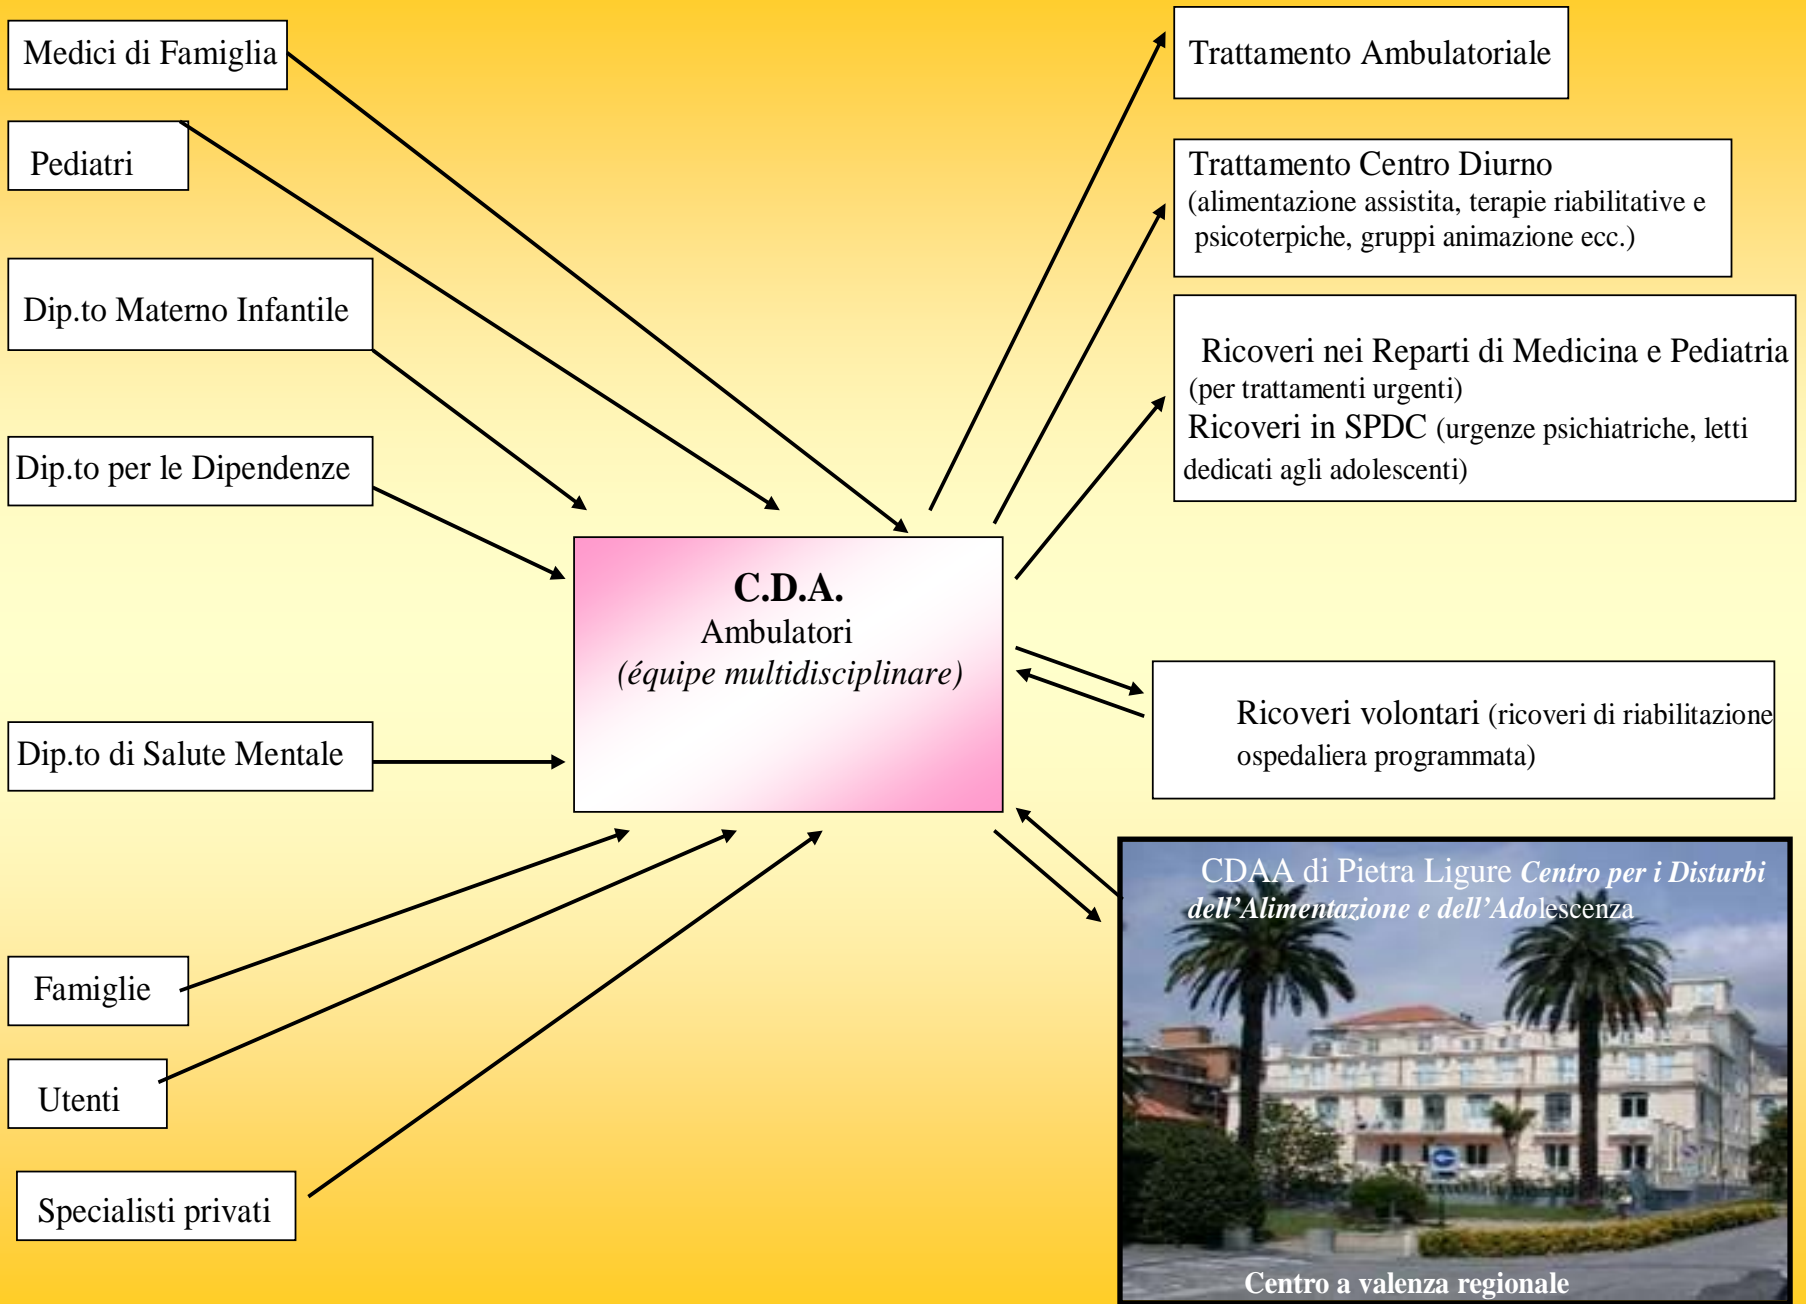 Medici di Famiglia
Pediatri
Dip.to Materno Infantile
Dip.to per le Dipendenze
Dip.to di Salute Mentale
Famiglie
Utenti
Specialisti privati
C.D.A.
Ambulatori
(équipe multidisciplinare)
Trattamento Ambulatoriale
Trattamento Centro Diurno
(alimentazione assistita, terapie riabilitative e
psicoterpiche, gruppi animazione ecc.)
Ricoveri nei Reparti di Medicina e Pediatria
(per trattamenti urgenti)
Ricoveri in SPDC (urgenze psichiatriche, letti
dedicati agli adolescenti)
Ricoveri volontari (ricoveri di riabilitazione
ospedaliera programmata)
CDAA di Pietra Ligure Centro per i Disturbi
dell’Alimentazione e dell’Adolescenza
Centro a valenza regionale